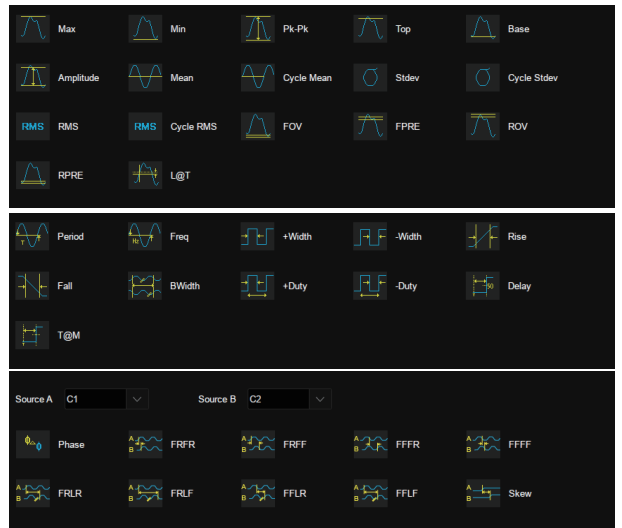 Max Min Pk-Pk Top Base
Amplitude Mean Cycle Mean Stdev Cycle Stdev
RMS RMS RMS Cycle RMS FOV FPRE ROV
RPRE L@T
T Period Hz Freq +Width -Width Rise
Fall BWidth +Duty -Duty 50 Delay
T@M
Source A C1 Source B C2
Phase A B FRFR A B FRFF A B FFFR A B FFFF
A B FRLR A B FRLF A B FFLR A B FFLF A B Skew